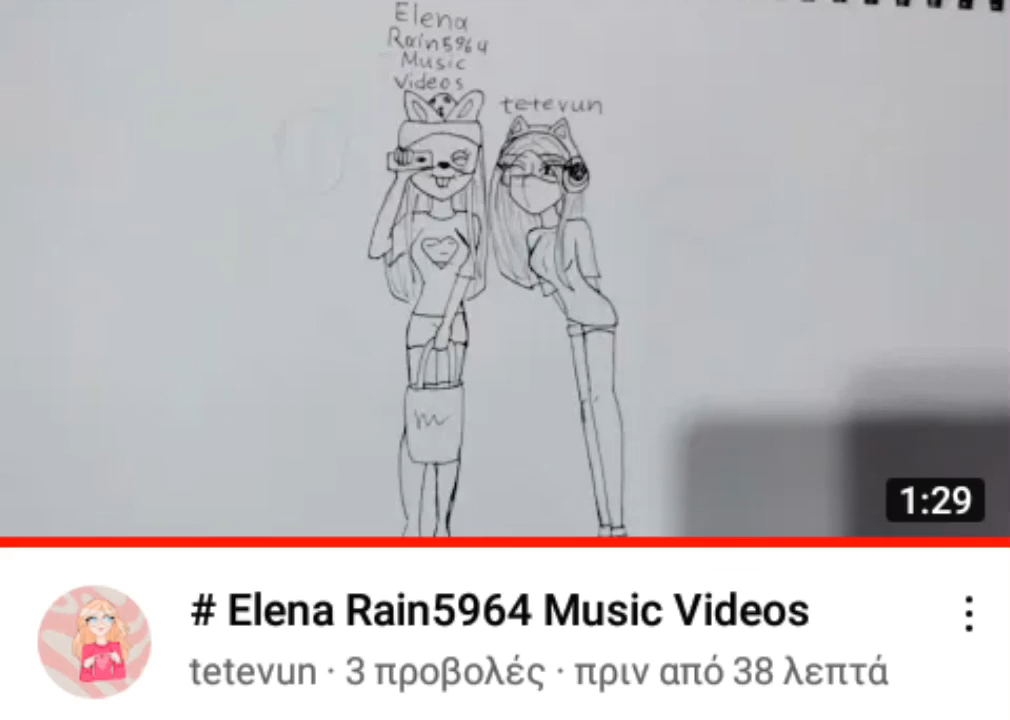 Elena
Rain5964
Music
Videos
tetevun
1:29
# Elena Rain5964 Music Videos
tetevun · 3 προβολές · πριν από 38 λεπτά